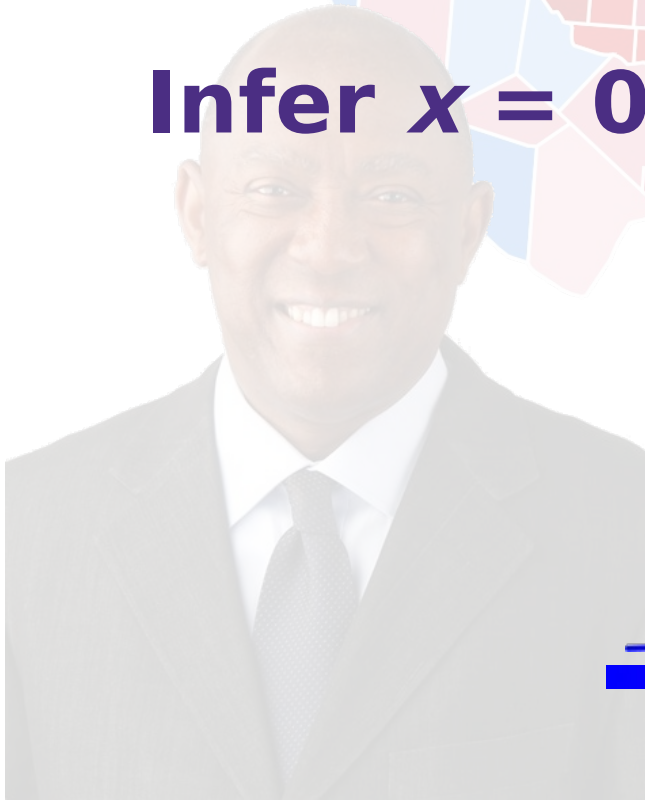 Infer x = 0